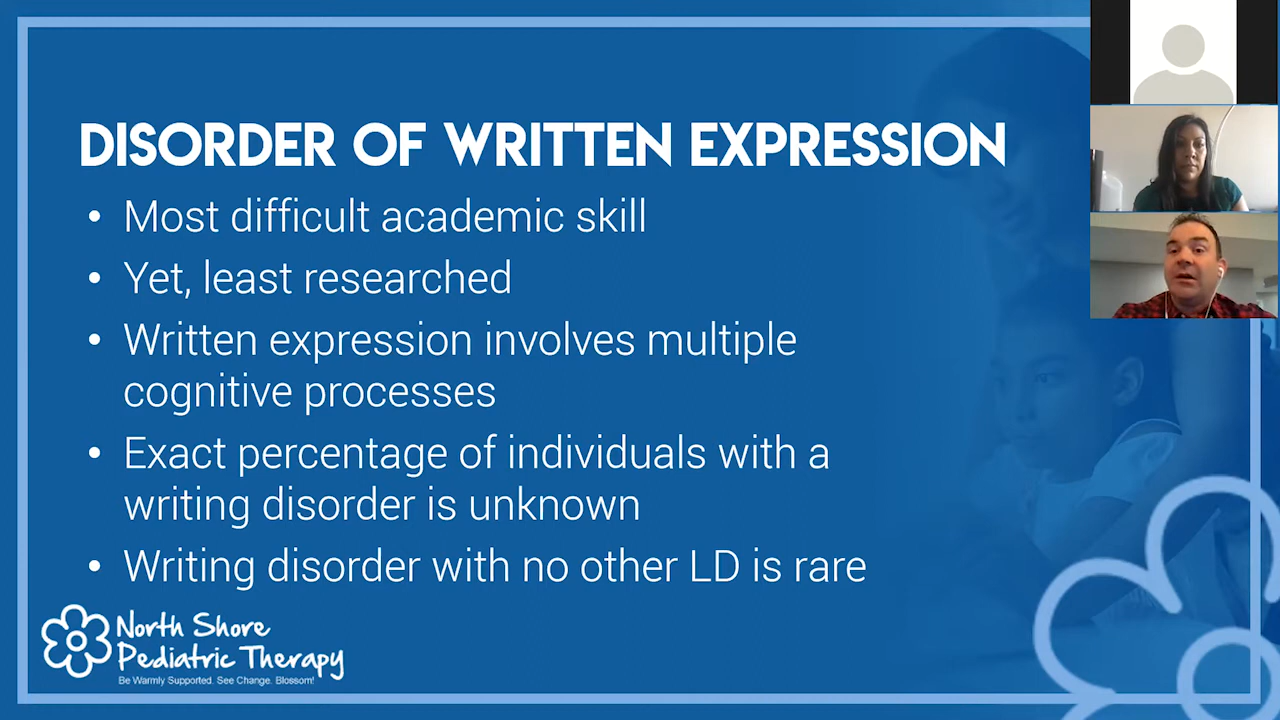 DISORDER OF WRITTEN EXPRESSION
• Most difficult academic skill
• Yet, least researched
• Written expression involves multiple
cognitive processes
• Exact percentage of individuals with a
writing disorder is unknown
• Writing disorder with no other LD is rare
North Shore
Pediatric Therapy
Be Warmly Supported. See Change. Blossom!